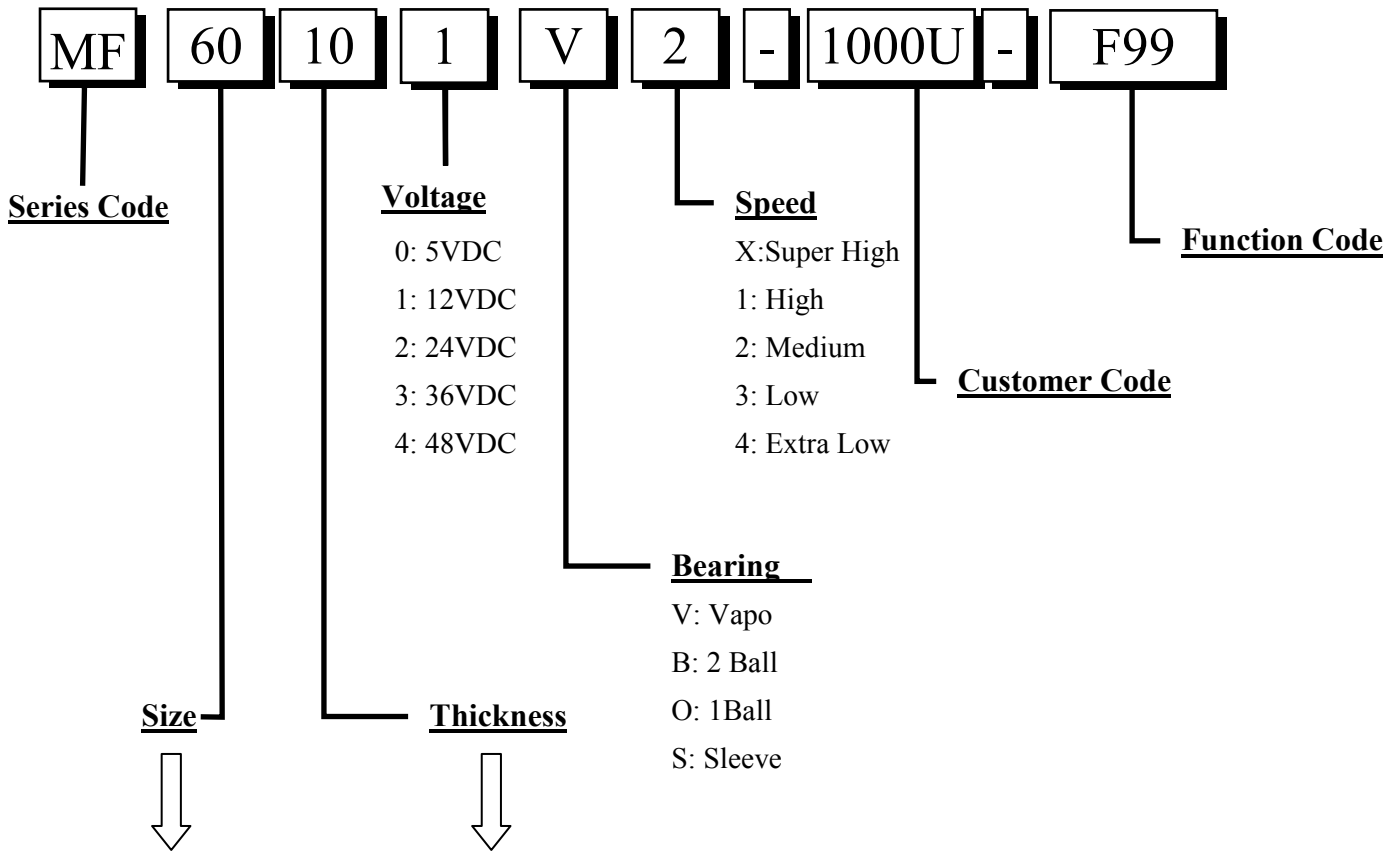 MF 60 10 1 V 2 - 1000U - F99
Series Code
Voltage
0: 5VDC
1: 12VDC
2: 24VDC
3: 36VDC
4: 48VDC
Speed
X:Super High
1: High
2: Medium
3: Low
4: Extra Low
Function Code
Customer Code
Bearing
V: Vapo
B: 2 Ball
O: 1Ball
S: Sleeve
Size
Thickness